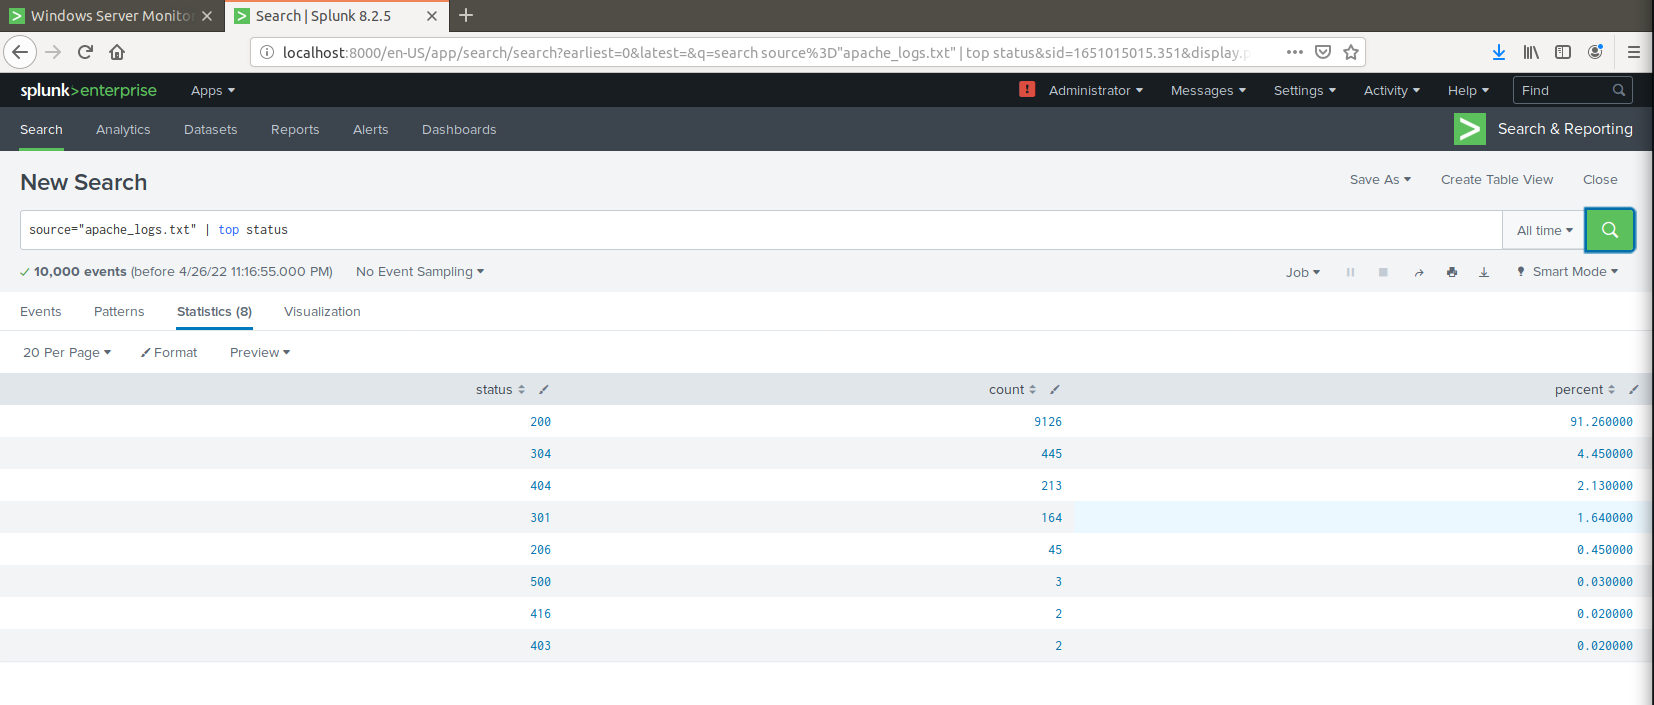 Windows Server Monito
Search | Splunk 8.2.5
localhost:8000/en-US/app/search/search?earliest=0&latest=&q=search source%3D"apache_logs.txt" | top status&sid=1651015015.351&display.p
splunk>enterprise Apps Administrator Messages Settings Activity Help Find
Search Analytics Datasets Reports Alerts Dashboards Search & Reporting
New Search Save As Create Table View Close
source="apache_logs.txt" | top status All time
10,000 events (before 4/26/22 11:16:55.000 PM) No Event Sampling Job Smart Mode
Events Patterns Statistics (8) Visualization
20 Per Page Format Preview
status count percent
200 9126 91.260000
304 445 4.450000
404 213 2.130000
301 164 1.640000
206 45 0.450000
500 3 0.030000
416 2 0.020000
403 2 0.020000